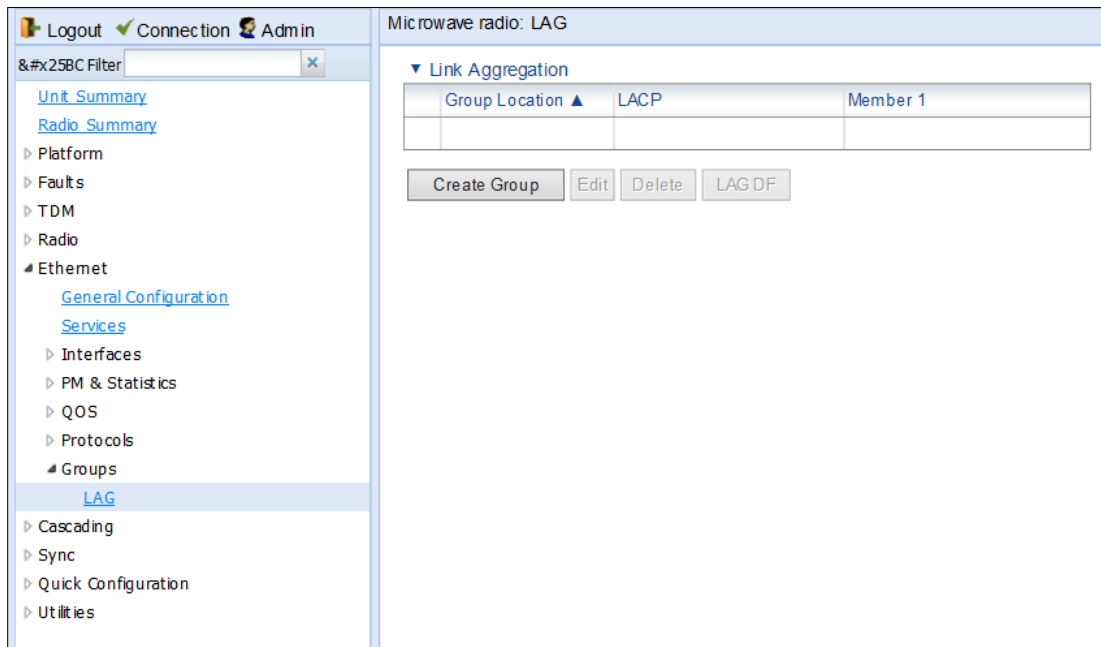 Logout Connection Admin
&#x25BC Filter
Unit Summary
Radio Summary
Platform
Faults
TDM
Radio
Ethernet
General Configuration
Services
Interfaces
PM & Statistics
QOS
Protocols
Groups
LAG
Cascading
Sync
Quick Configuration
Utilities
Microwave radio: LAG
▼ Link Aggregation
Group Location ▲ LACP Member 1
Create Group Edit Delete LAG DF